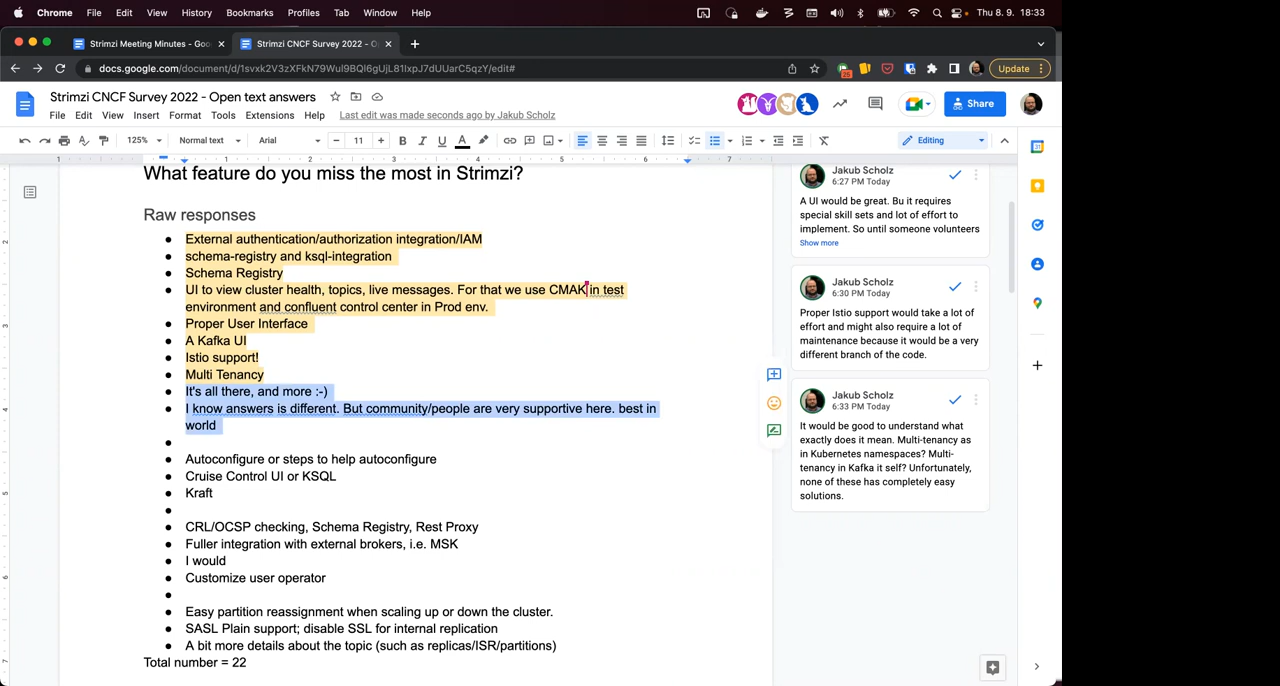 Chrome File Edit View History Bookmarks Profiles Tab Window Help Thu 8. 9. 18:33
Strimzi Meeting Minutes - Goo × Strimzi CNCF Survey 2022 - O × +
docs.google.com/document/d/1svxk2V3zXFkN79Wul9BQl6gUjL81lxpJ7dUUarC5qzY/edit# 26 Update
Strimzi CNCF Survey 2022 - Open text answers
File Edit View Insert Format Tools Extensions Help Last edit was made seconds ago by Jakub Scholz Share
125% Normal text Arial − 11 + B I U A Editing
1 1 2 3 4 5 6 7
What feature do you miss the most in Strimzi?
Raw responses
External authentication/authorization integration/IAM
schema-registry and ksql-integration
Schema Registry
UI to view cluster health, topics, live messages. For that we use CMAK in test
environment and confluent control center in Prod env.
Proper User Interface
A Kafka UI
Istio support!
Multi Tenancy
It's all there, and more :-)
I know answers is different. But community/people are very supportive here. best in
world
Autoconfigure or steps to help autoconfigure
Cruise Control UI or KSQL
Kraft
CRL/OCSP checking, Schema Registry, Rest Proxy
Fuller integration with external brokers, i.e. MSK
I would
Customize user operator
Easy partition reassignment when scaling up or down the cluster.
SASL Plain support; disable SSL for internal replication
A bit more details about the topic (such as replicas/ISR/partitions)
Total number = 22
Jakub Scholz
6:27 PM Today
A UI would be great. Bu it requires
special skill sets and lot of effort to
implement. So until someone volunteers
Show more
Jakub Scholz
6:30 PM Today
Proper Istio support would take a lot of
effort and might also require a lot of
maintenance because it would be a very
different branch of the code.
Jakub Scholz
6:33 PM Today
It would be good to understand what
exactly does it mean. Multi-tenancy as
in Kubernetes namespaces? Multi-
tenancy in Kafka it self? Unfortunately,
none of these has completely easy
solutions.
2
3
4
5
6
7